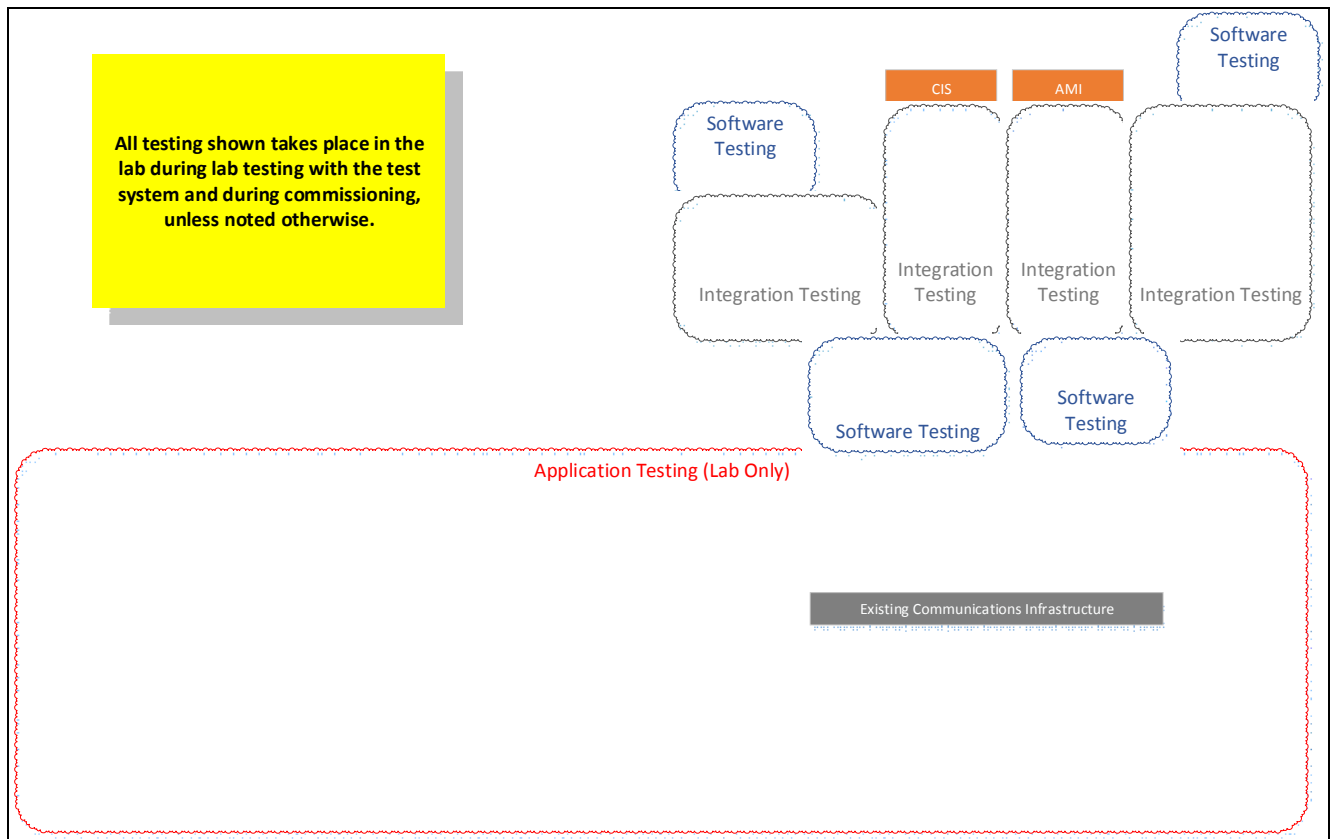 Software
Testing
CIS
AMI
Software
Testing
All testing shown takes place in the
lab during lab testing with the test
system and during commissioning,
unless noted otherwise.
Integration Testing
Integration
Testing
Integration
Testing
Integration Testing
Software Testing
Software
Testing
Application Testing (Lab Only)
Existing Communications Infrastructure